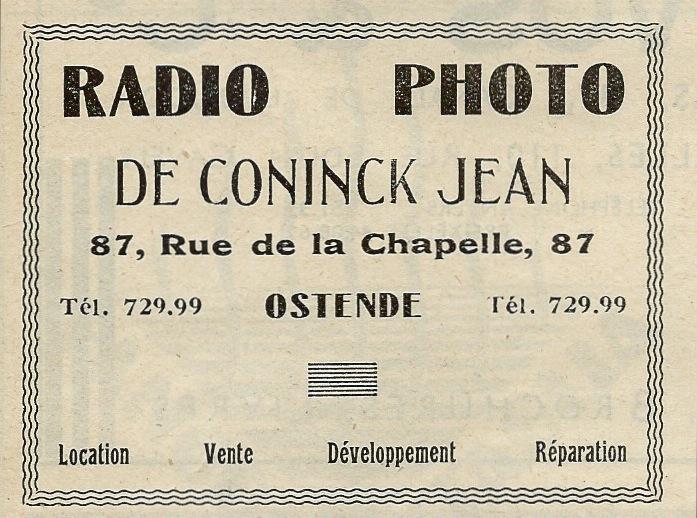 RADIO PHOTO
DE CONINCK JEAN
87, Rue de la Chapelle, 87
Tél. 729.99 OSTENDE Tél. 729.99
Location Vente Développement Réparation